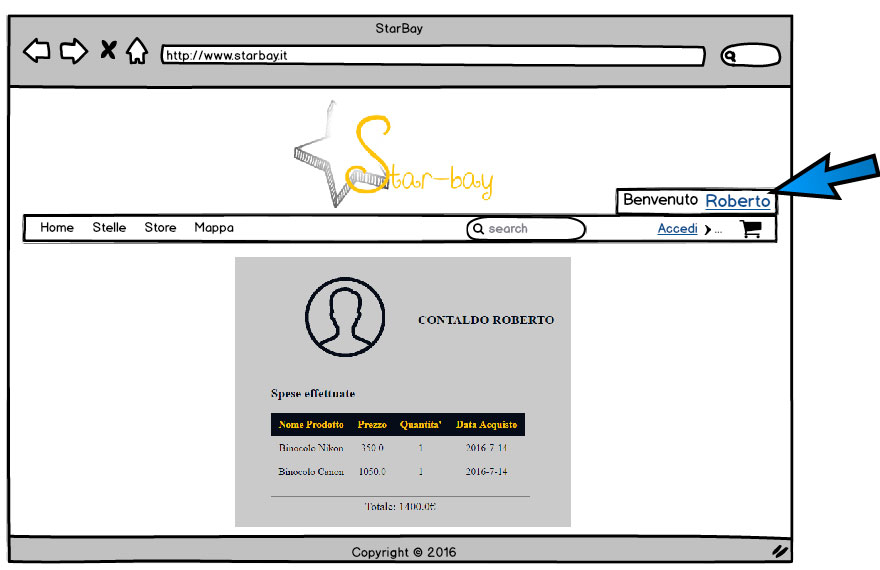 StarBay
http://www.starbay.it
Star-bay
Benvenuto Roberto
Home Stelle Store Mappa search Accedi ...
CONTALDO ROBERTO
Spese effettuate
Nome Prodotto Prezzo Quantita' Data Acquisto
Binocolo Nikon 350.0 1 2016-7-14
Binocolo Canon 1050.0 1 2016-7-14
Totale: 1400.0€
Copyright © 2016